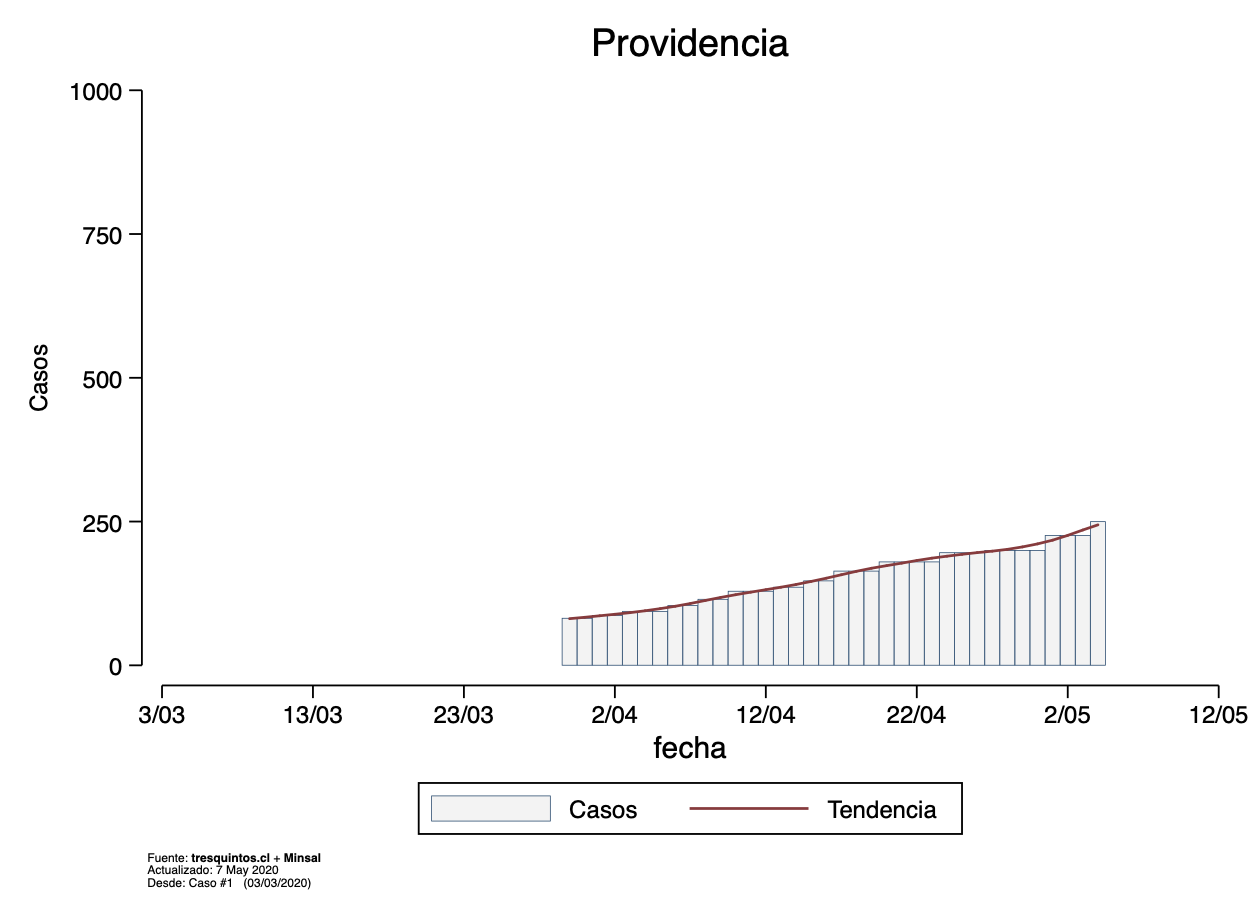 Providencia
1000
750
500
250
0
Casos
3/03 13/03 23/03 2/04 12/04 22/04 2/05 12/05
fecha
Casos Tendencia
Fuente: tresquintos.cl + Minsal
Actualizado: 7 May 2020
Desde: Caso #1 (03/03/2020)